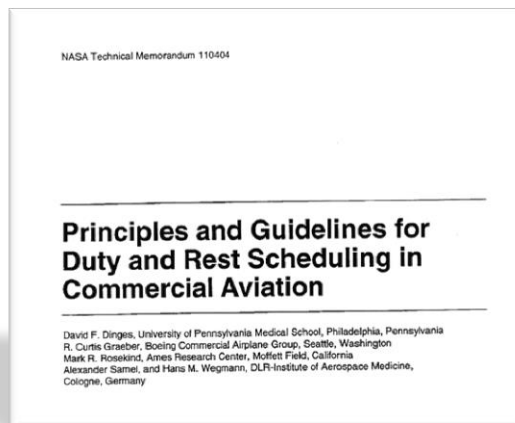 NASA Technical Memorandum 110404
Principles and Guidelines for
Duty and Rest Scheduling in
Commercial Aviation
David F. Dinges, University of Pennsylvania Medical School, Philadelphia, Pennsylvania
R. Curtis Graeber, Boeing Commercial Airplane Group, Seattle, Washington
Mark R. Rosekind, Ames Research Center, Moffett Field, California
Alexander Samel, and Hans M. Wegmann, DLR-Institute of Aerospace Medicine,
Cologne, Germany